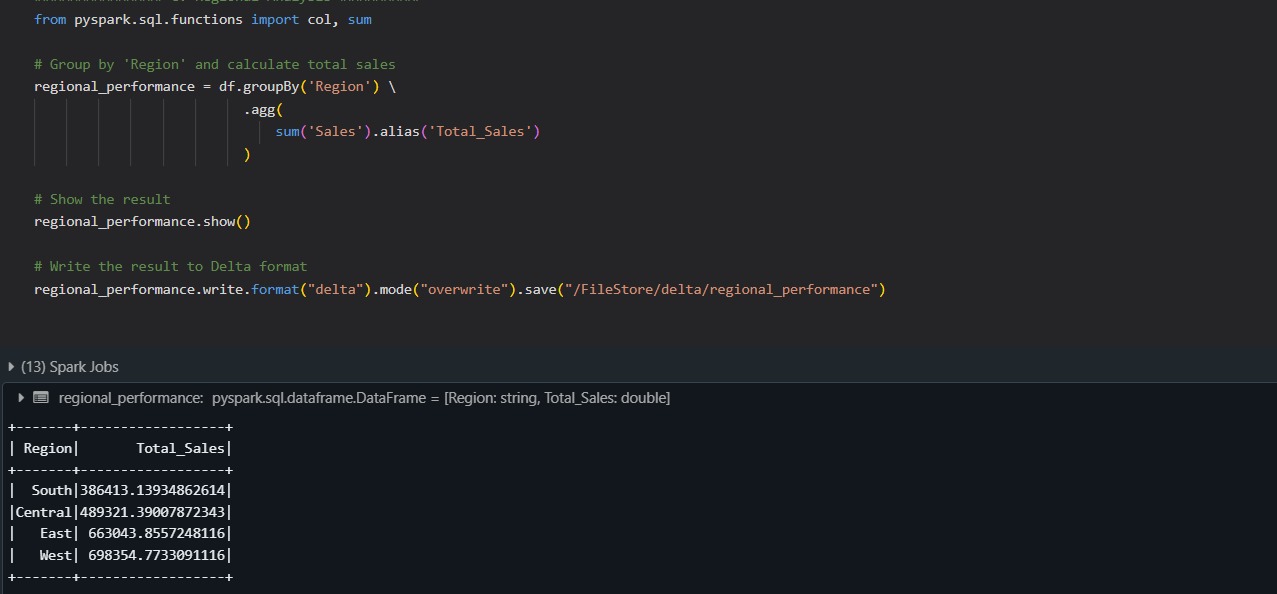 from pyspark.sql.functions import col, sum
# Group by 'Region' and calculate total sales
regional_performance = df.groupBy('Region') \
.agg(
sum('Sales').alias('Total_Sales')
)
# Show the result
regional_performance.show()
# Write the result to Delta format
regional_performance.write.format("delta").mode("overwrite").save("/FileStore/delta/regional_performance")
(13) Spark Jobs
regional_performance: pyspark.sql.dataframe.DataFrame = [Region: string, Total_Sales: double]
+-------+------------------+
| Region|       Total_Sales|
+-------+------------------+
|  South|386413.13934862614|
|Central|489321.39007872343|
|   East| 663043.8557248116|
|   West| 698354.7733091116|
+-------+------------------+